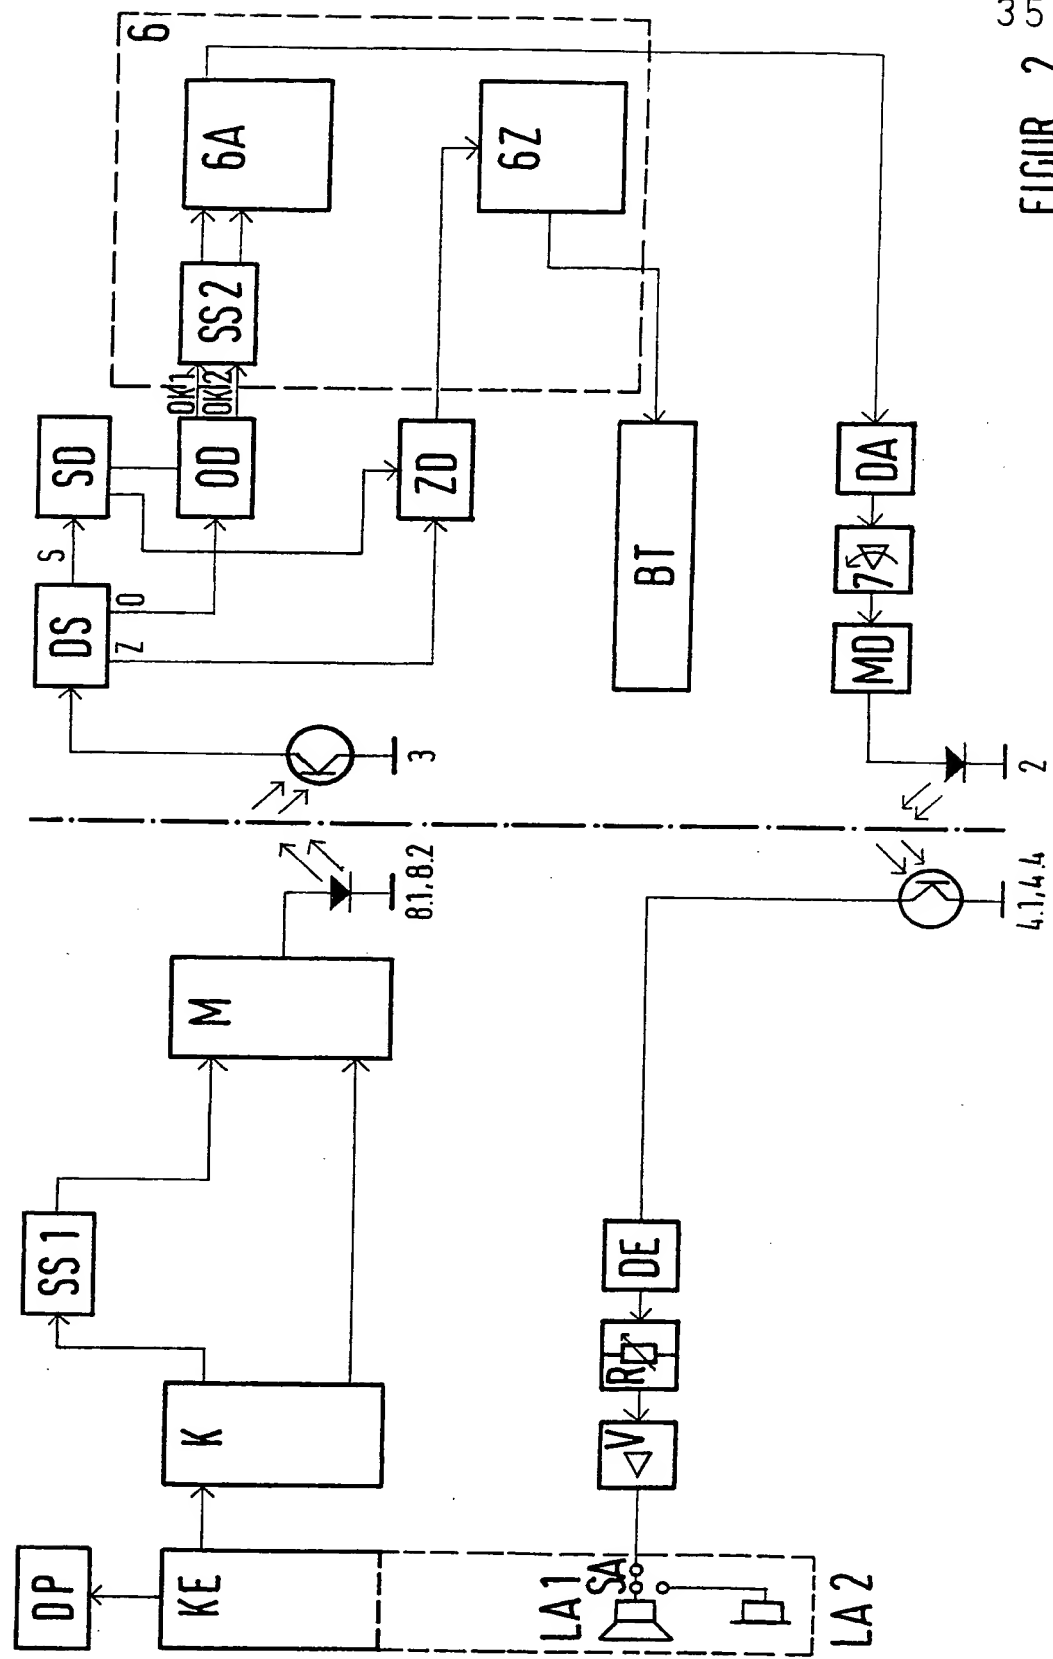 35
FIGUR 2
6
6A
6Z
SS2
OK1
OK2
SD
OD
ZD
S
O
Z
DS
BT
DA
7
MD
3
2
8.1,8.2
4.1,4.4
M
SS1
K
DE
R
V
DP
KE
LA1
SA
LA2